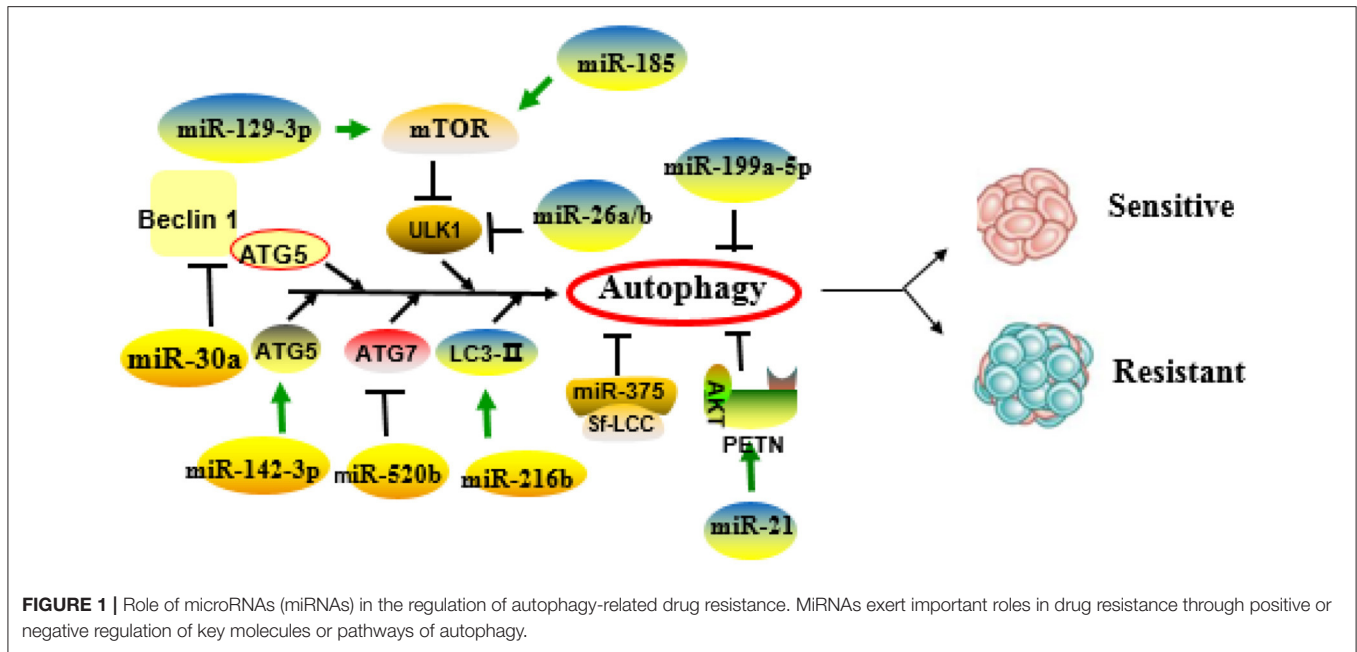 miR-185
miR-129-3p
mTOR
miR-199a-5p
Beclin 1
miR-26a/b
ULK1
Sensitive
ATG5
Autophagy
miR-30a
ATG5
ATG7
LC3-II
miR-375
Sf-LCC
AKT
PETN
Resistant
miR-142-3p
miR-520b
miR-216b
miR-21
FIGURE 1 | Role of microRNAs (miRNAs) in the regulation of autophagy-related drug resistance. MiRNAs exert important roles in drug resistance through positive or
negative regulation of key molecules or pathways of autophagy.